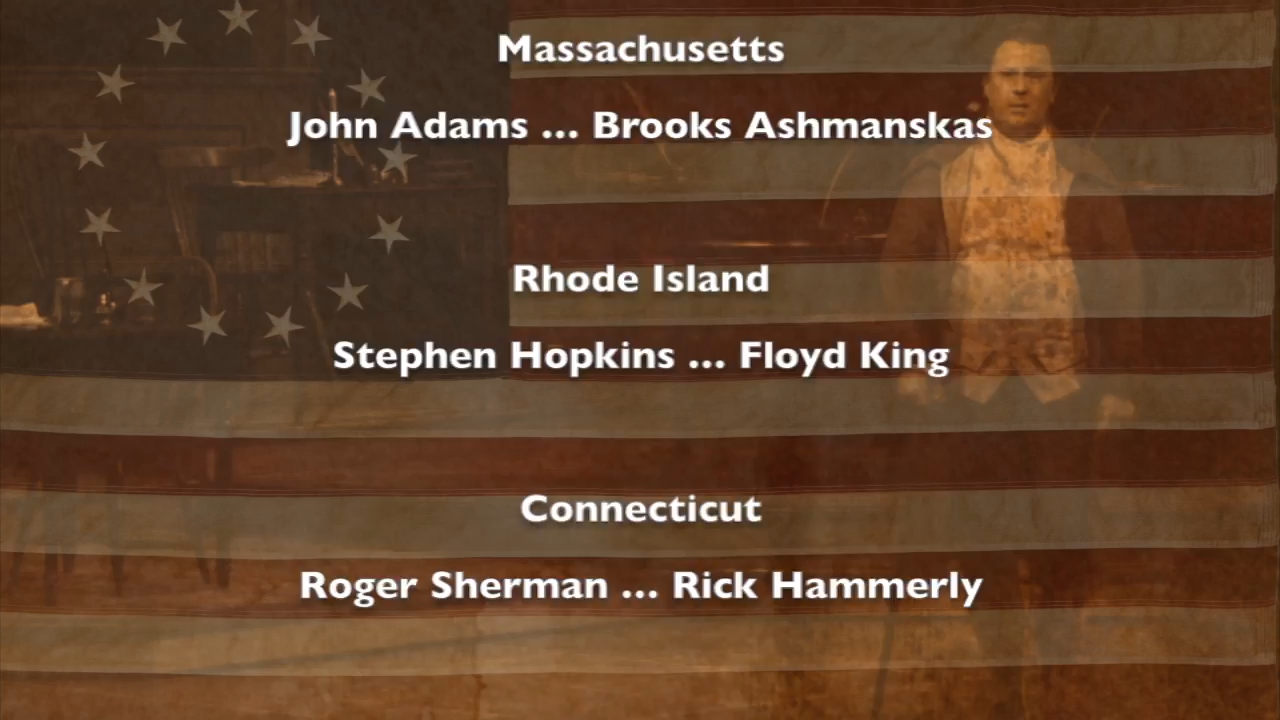 Massachusetts
John Adams ... Brooks Ashmanskas
Rhode Island
Stephen Hopkins ... Floyd King
Connecticut
Roger Sherman ... Rick Hammerly